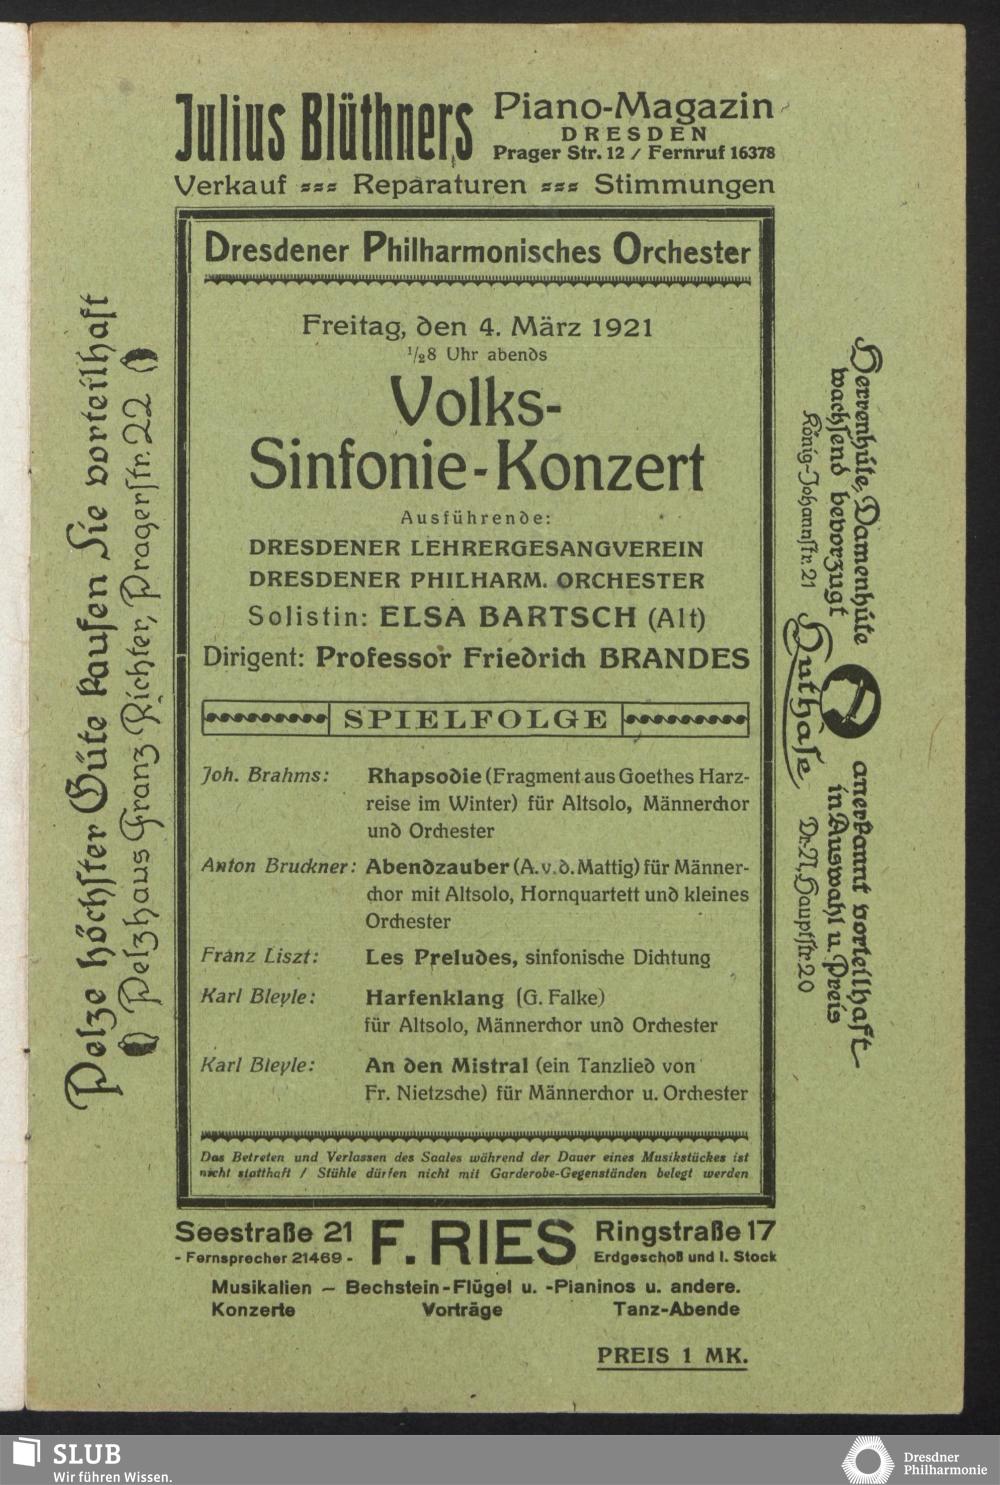 Julius Blüthners
Piano-Magazin
DRESDEN
Prager Str. 12 / Fernruf 16378
Verkauf Reparaturen Stimmungen
Dresdener Philharmonisches Orchester
Freitag, den 4. März 1921
1/28 Uhr abends
Volks-
Sinfonie-Konzert
Ausführende:
DRESDENER LEHRERGESANGVEREIN
DRESDENER PHILHARM. ORCHESTER
Solistin: ELSA BARTSCH (Alt)
Dirigent: Professor Friedrich BRANDES
SPIELFOLGE
Joh. Brahms: Rhapsodie (Fragment aus Goethes Harz-
reise im Winter) für Altsolo, Männerchor
und Orchester
Anton Bruckner: Abendzauber (A. v. d. Mattig) für Männer-
chor mit Altsolo, Hornquartett und kleines
Orchester
Franz Liszt: Les Preludes, sinfonische Dichtung
Karl Bleyle: Harfenklang (G. Falke)
für Altsolo, Männerchor und Orchester
Karl Bleyle: An den Mistral (ein Tanzlied von
Fr. Nietzsche) für Männerchor u. Orchester
Das Betreten und Verlassen des Saales während der Dauer eines Musikstückes ist
nicht statthaft / Stühle dürfen nicht mit Garderobe-Gegenständen belegt werden
Seestraße 21
- Fernsprecher 21469 -
F. RIES
Ringstraße 17
Erdgeschoß und I. Stock
Musikalien — Bechstein-Flügel u. -Pianinos u. andere.
Konzerte Vorträge Tanz-Abende
PREIS 1 MK.
Pelze höchster Güte kaufen Sie vorteilhaft
Pelzhaus Franz Richter, Pragerstr. 22
Herrenhüte, Damenhüte
wachsend bevorzugt
König-Johannstr. 21
Huthase
anerkannt vorteilhaft
in Auswahl u. Preis
Dr.-N, Hauptstr. 20
SLUB
Wir führen Wissen.
Dresdner
Philharmonie